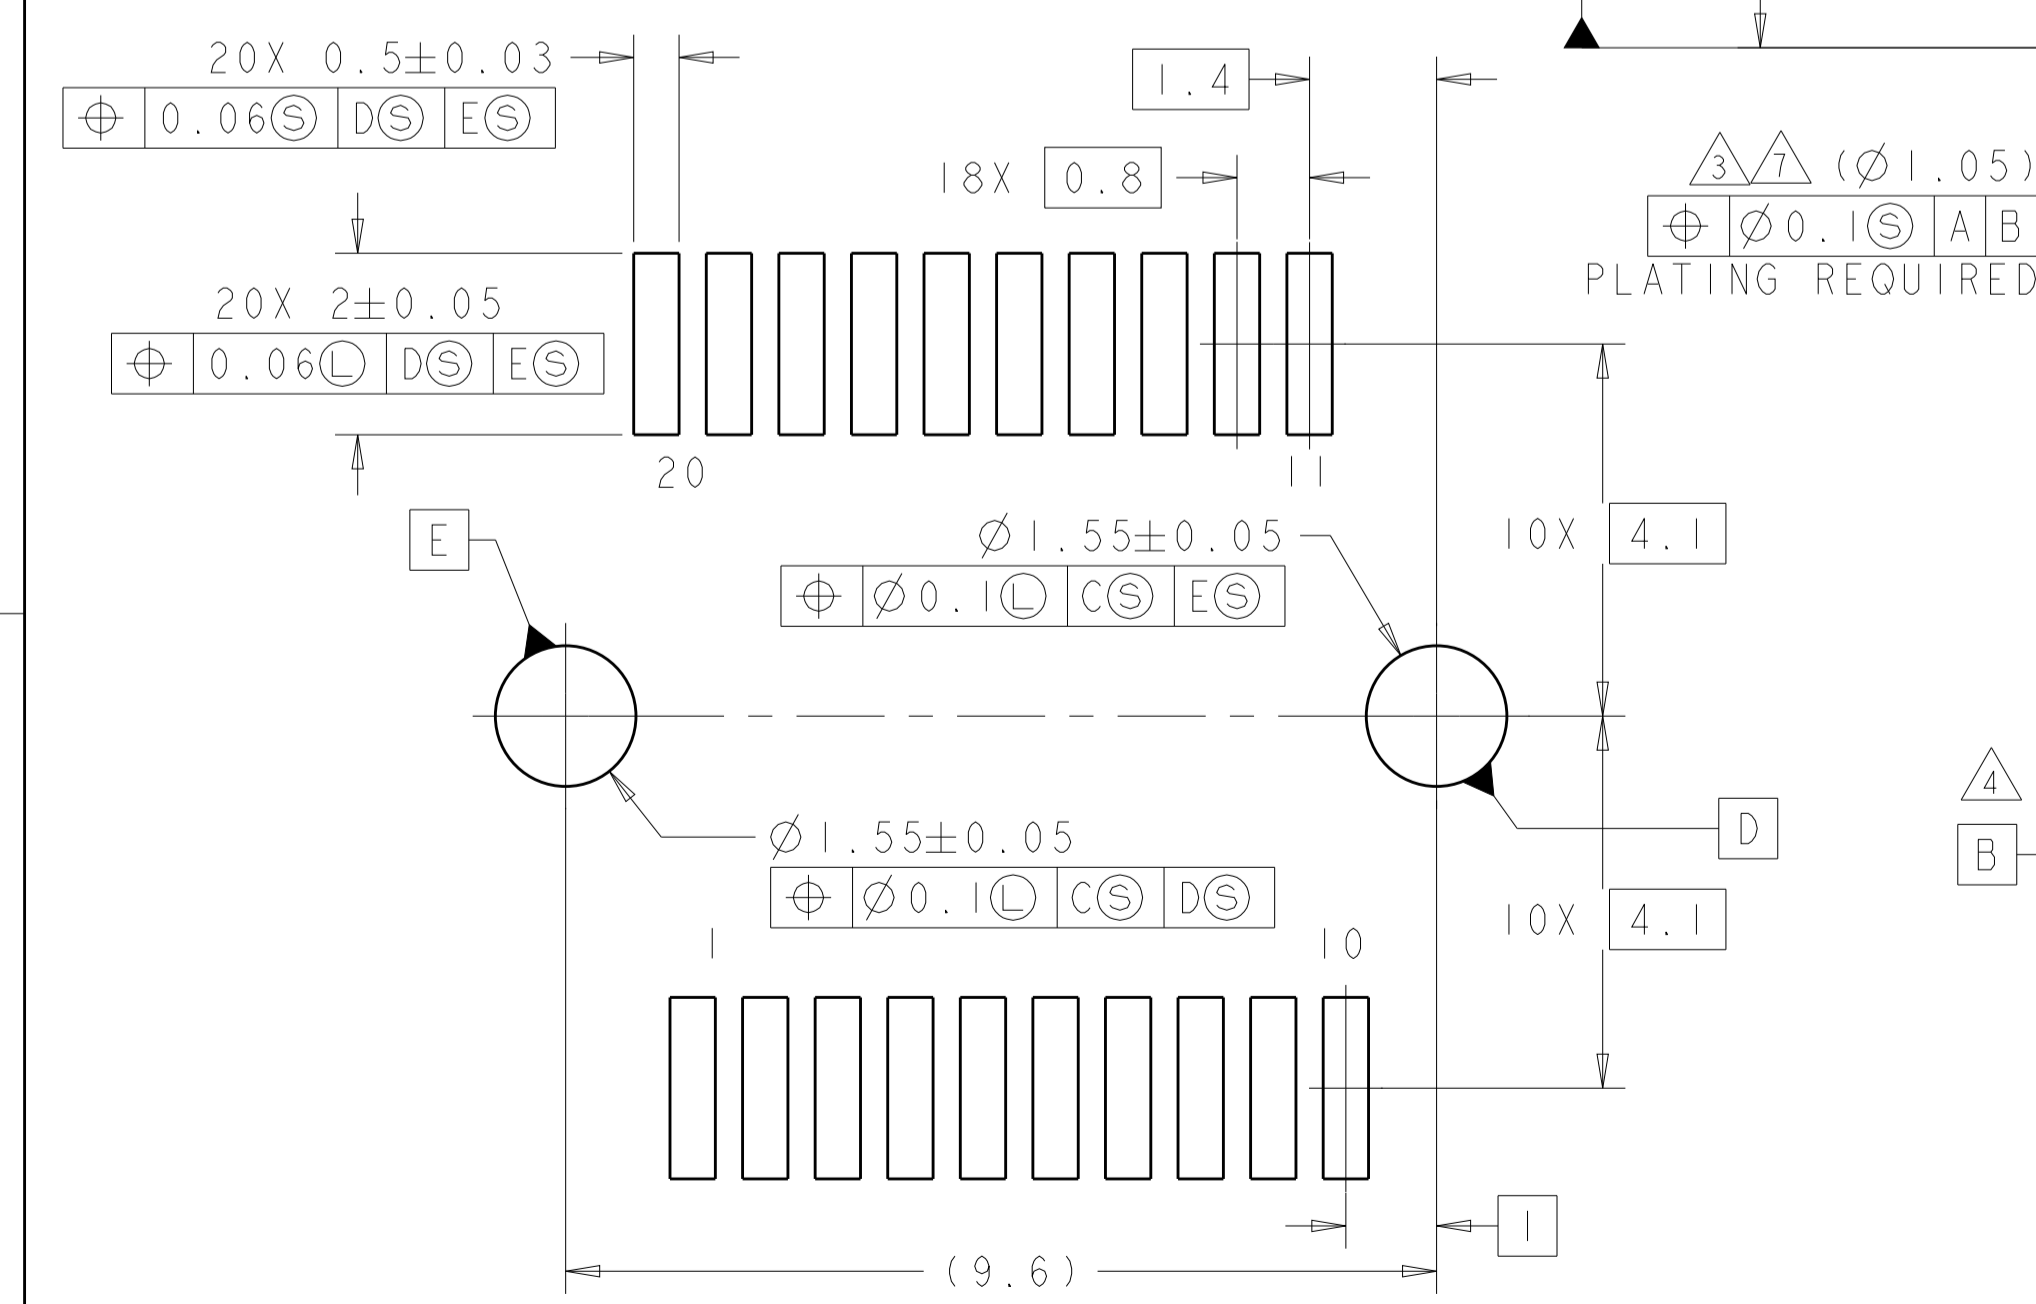 20X 0.5±0.03
⌖ 0.06Ⓢ DⓈ EⓈ
1.4
18X 0.8
3 7 (⌀1.05)
⌖ ⌀0.1Ⓢ A B
PLATING REQUIRED
20X 2±0.05
⌖ 0.06Ⓛ DⓈ EⓈ
20
11
E
⌀1.55±0.05
⌖ ⌀0.1Ⓛ CⓈ EⓈ
10X 4.1
4
B
D
⌀1.55±0.05
⌖ ⌀0.1Ⓛ CⓈ DⓈ
10X 4.1
1
10
1
(9.6)